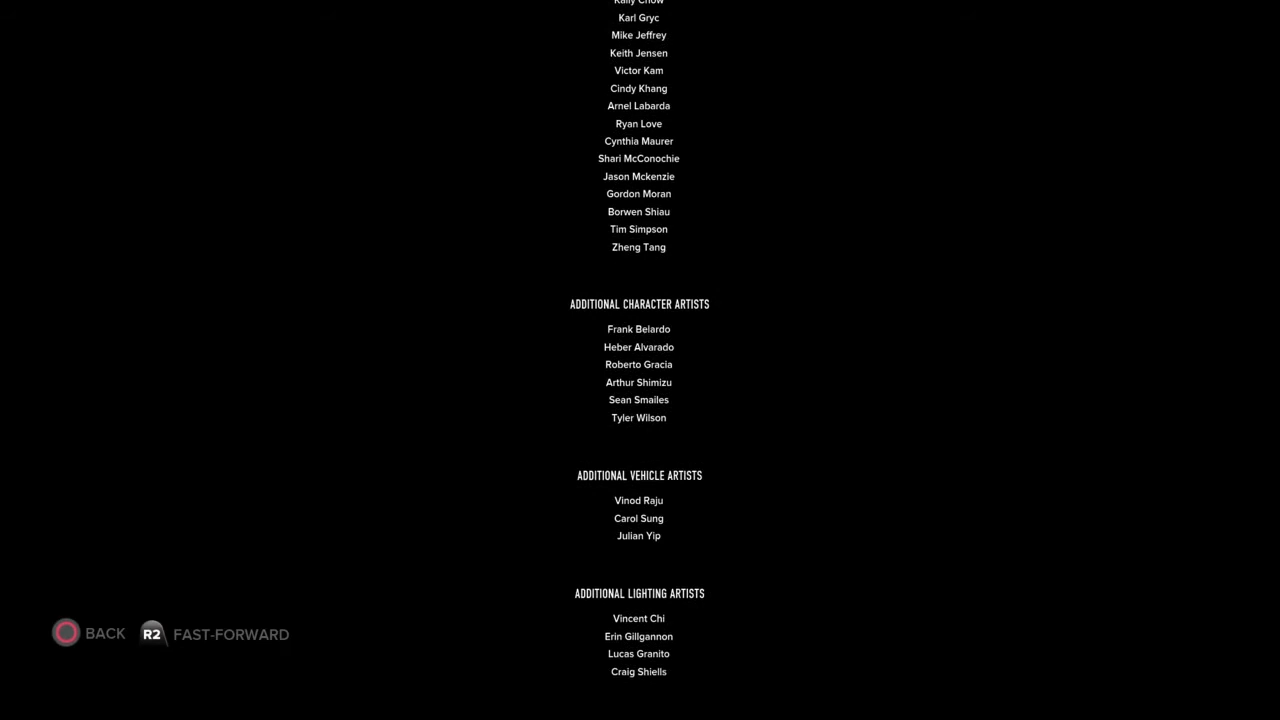 Kally Chow
Karl Gryc
Mike Jeffrey
Keith Jensen
Victor Kam
Cindy Khang
Arnel Labarda
Ryan Love
Cynthia Maurer
Shari McConochie
Jason Mckenzie
Gordon Moran
Borwen Shiau
Tim Simpson
Zheng Tang
ADDITIONAL CHARACTER ARTISTS
Frank Belardo
Heber Alvarado
Roberto Gracia
Arthur Shimizu
Sean Smailes
Tyler Wilson
ADDITIONAL VEHICLE ARTISTS
Vinod Raju
Carol Sung
Julian Yip
ADDITIONAL LIGHTING ARTISTS
Vincent Chi
Erin Gillgannon
Lucas Granito
Craig Shiells
BACK R2 FAST-FORWARD